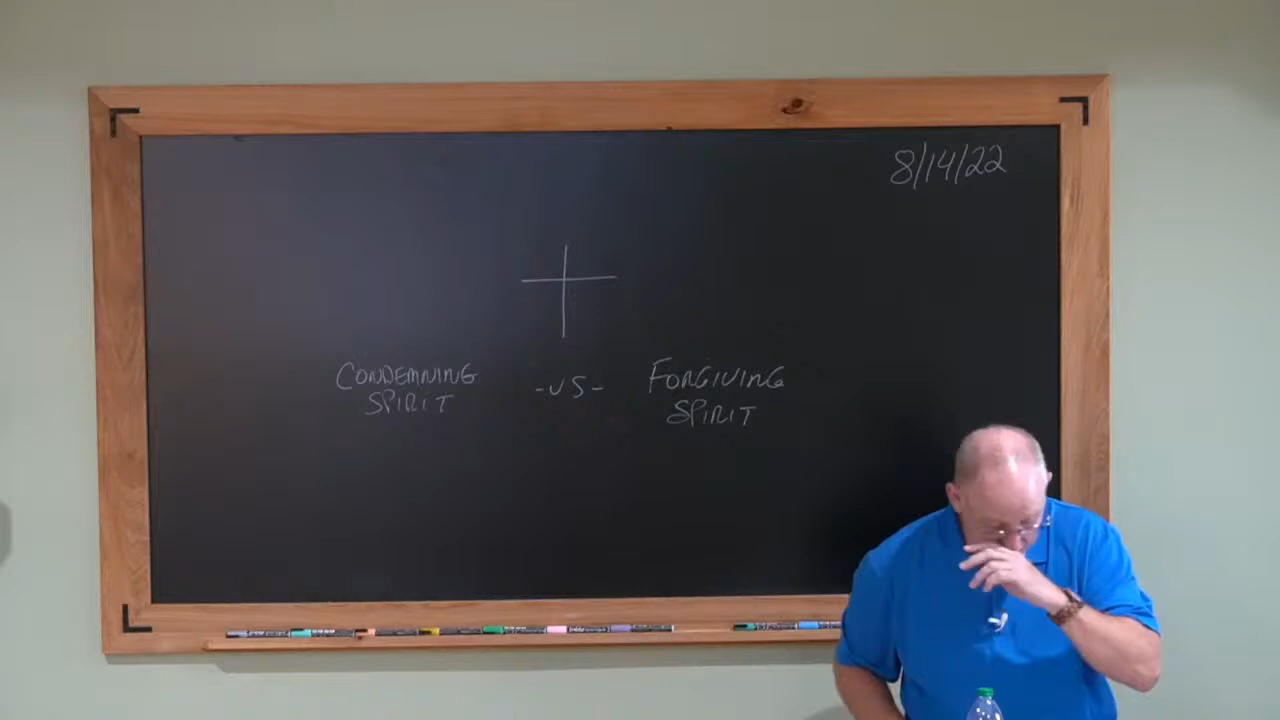 8/14/22
CONDEMNING
SPIRIT
-VS-
FORGIVING
SPIRIT